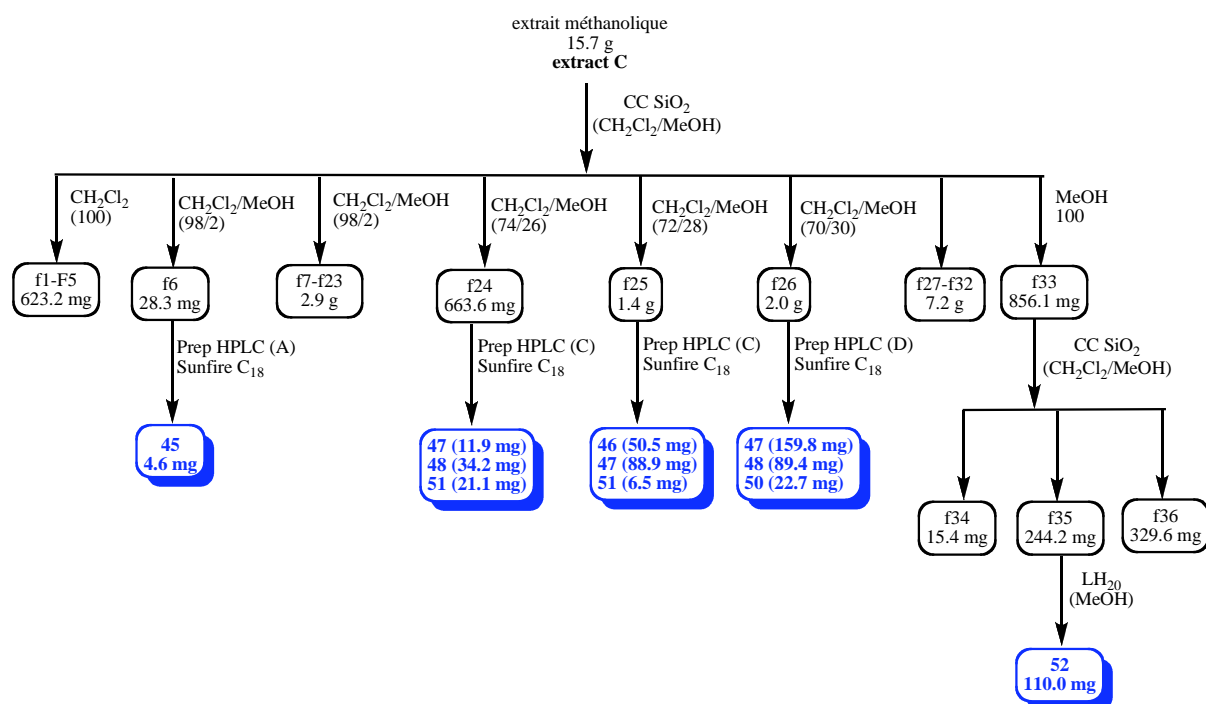 extrait méthanolique
15.7 g
extract C
CC SiO2
(CH2Cl2/MeOH)
CH2Cl2
(100)
CH2Cl2/MeOH
(98/2)
CH2Cl2/MeOH
(98/2)
CH2Cl2/MeOH
(74/26)
CH2Cl2/MeOH
(72/28)
CH2Cl2/MeOH
(70/30)
MeOH
100
f1-F5
623.2 mg
f6
28.3 mg
f7-f23
2.9 g
f24
663.6 mg
f25
1.4 g
f26
2.0 g
f27-f32
7.2 g
f33
856.1 mg
Prep HPLC (A)
Sunfire C18
Prep HPLC (C)
Sunfire C18
Prep HPLC (C)
Sunfire C18
Prep HPLC (D)
Sunfire C18
CC SiO2
(CH2Cl2/MeOH)
45
4.6 mg
47 (11.9 mg)
48 (34.2 mg)
51 (21.1 mg)
46 (50.5 mg)
47 (88.9 mg)
51 (6.5 mg)
47 (159.8 mg)
48 (89.4 mg)
50 (22.7 mg)
f34
15.4 mg
f35
244.2 mg
f36
329.6 mg
LH20
(MeOH)
52
110.0 mg